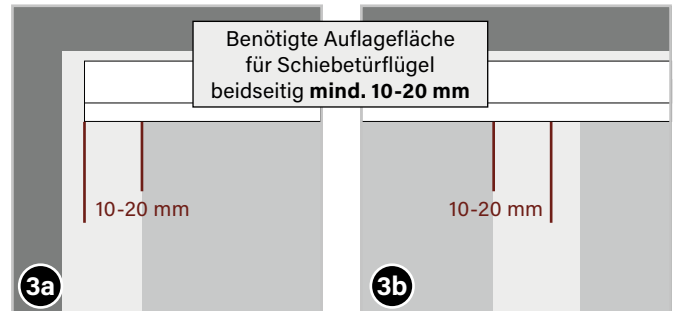 Benötigte Auflagefläche
für Schiebetürflügel
beidseitig mind. 10-20 mm
10-20 mm
10-20 mm
3a
3b